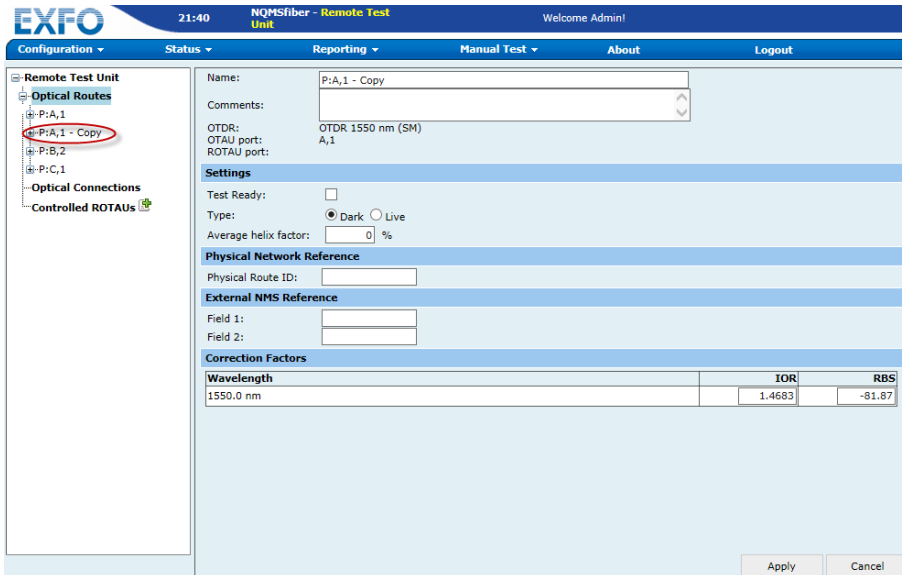 EXFO
21:40
NQMSfiber - Remote Test
Unit
Welcome Admin!
Configuration
Status
Reporting
Manual Test
About
Logout
Remote Test Unit
Optical Routes
P:A,1
P:A,1 - Copy
P:B,2
P:C,1
Optical Connections
Controlled ROTAUs
Name:
P:A,1 - Copy
Comments:
OTDR: OTDR 1550 nm (SM)
OTAU port: A,1
ROTAU port:
Settings
Test Ready:
Type: Dark Live
Average helix factor: 0 %
Physical Network Reference
Physical Route ID:
External NMS Reference
Field 1:
Field 2:
Correction Factors
Wavelength IOR RBS
1550.0 nm 1.4683 -81.87
Apply Cancel